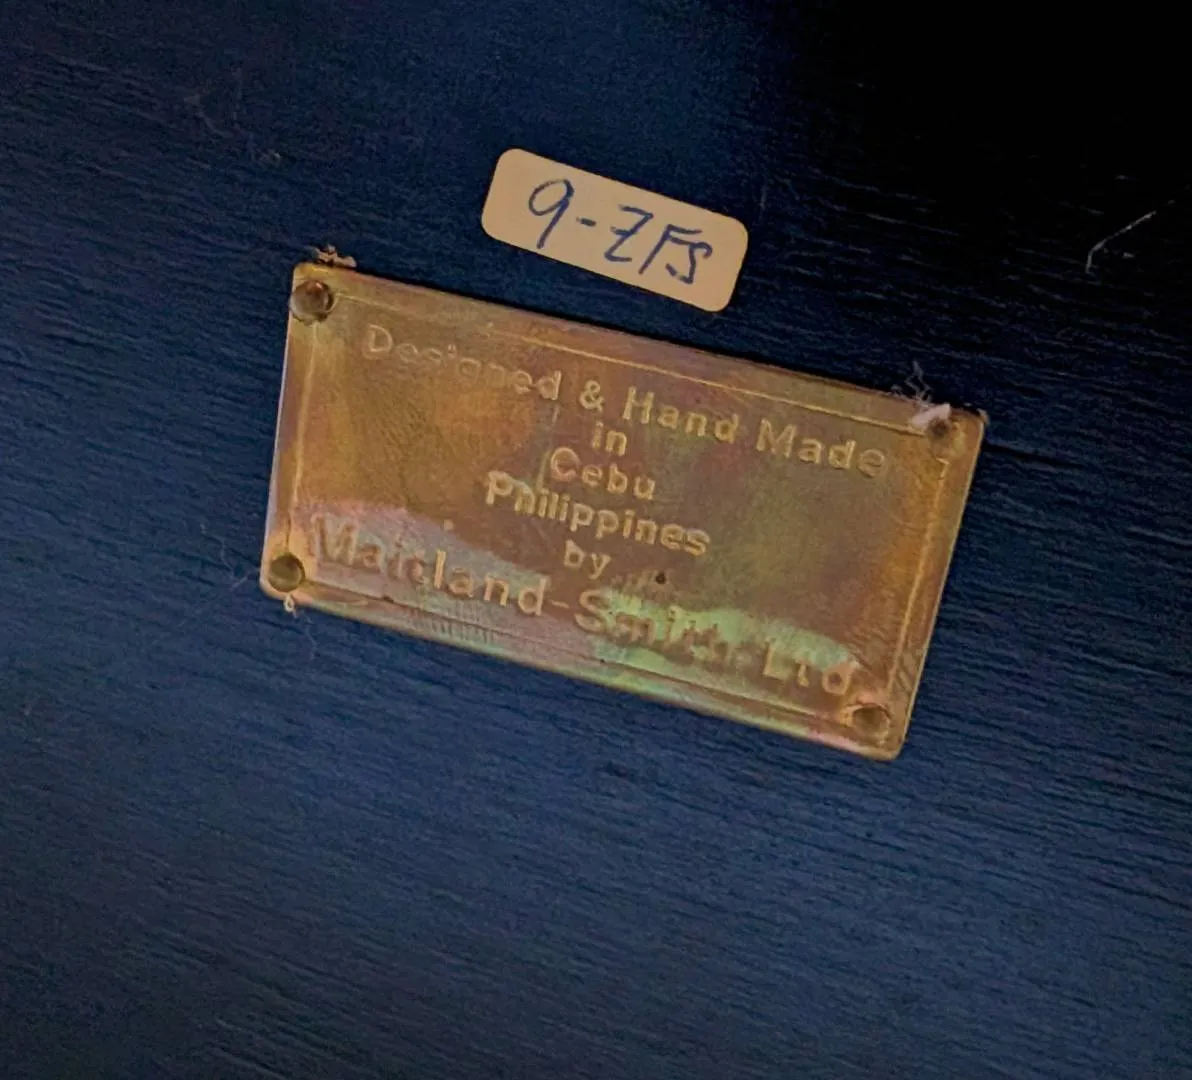 9-ZFS
Designed & Hand Made
in
Cebu
Philippines
by
Maitland-Smith Ltd